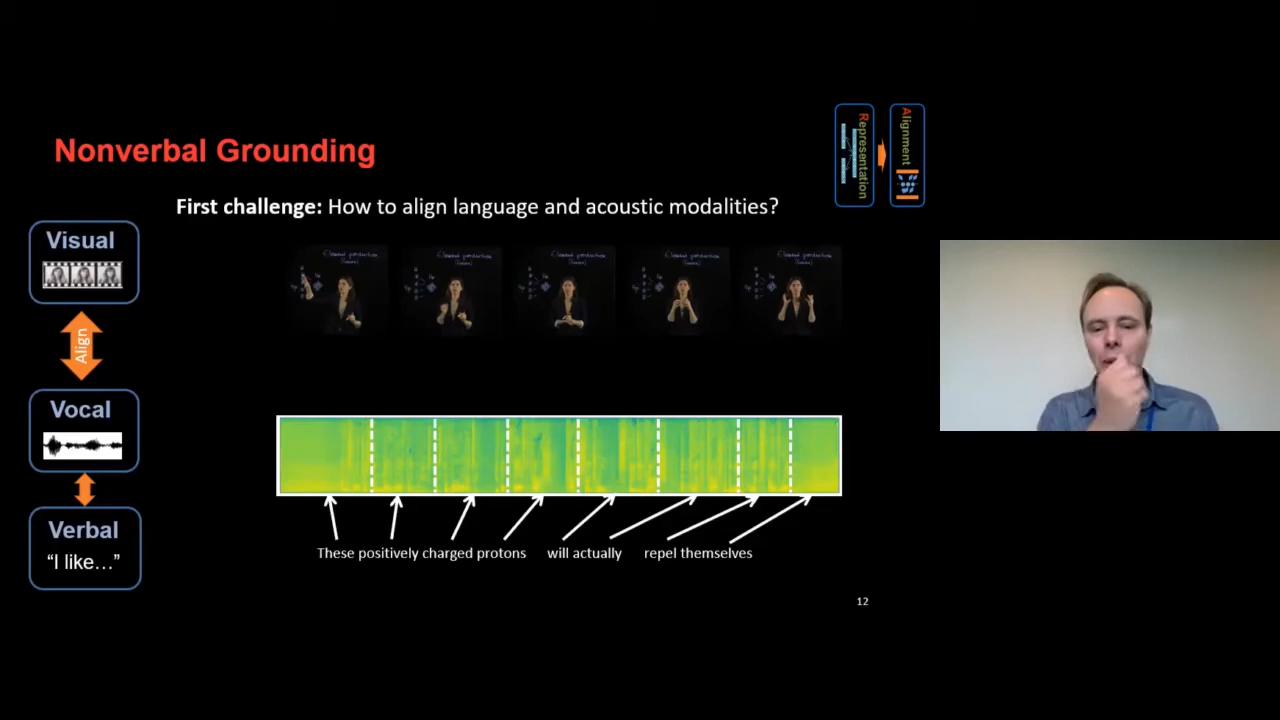 Nonverbal Grounding
Representation
Alignment
First challenge: How to align language and acoustic modalities?
Visual
Align
Vocal
Verbal
“I like…”
These positively charged protons will actually repel themselves
12